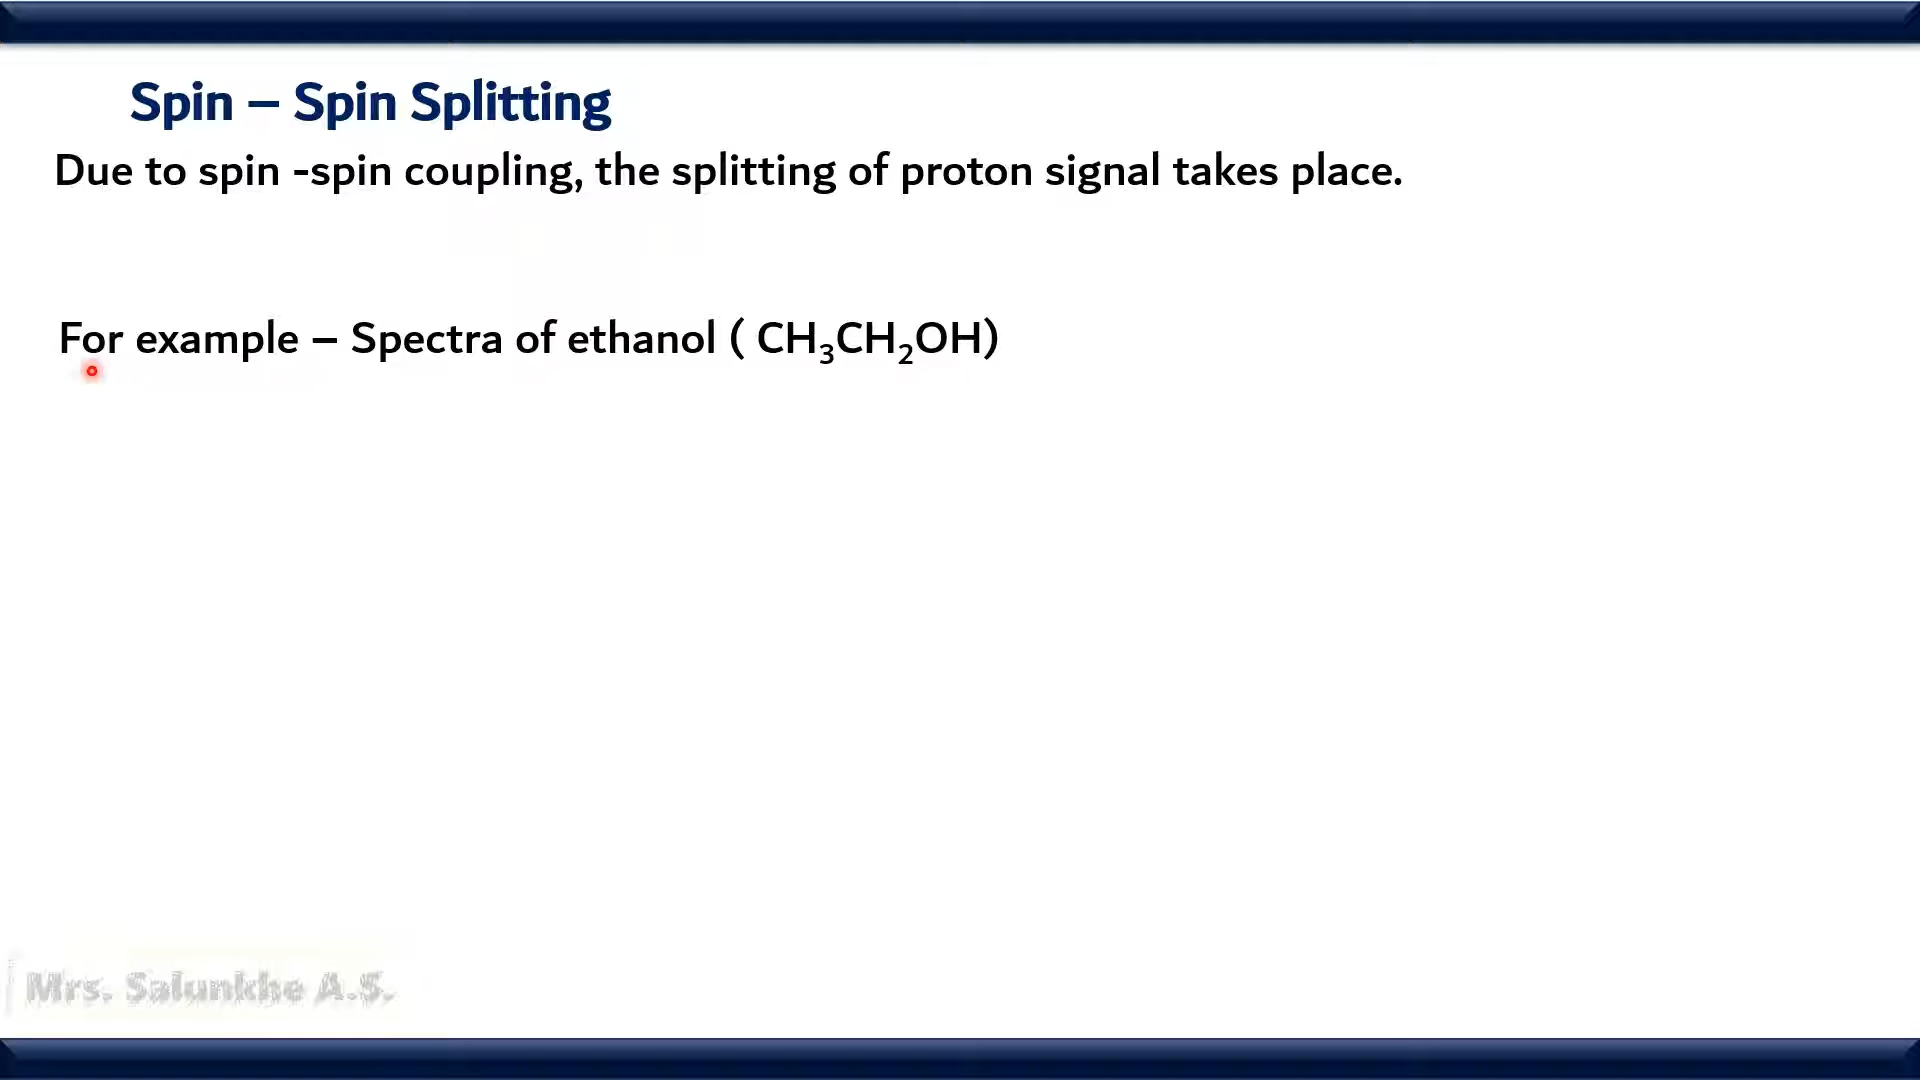 Spin – Spin Splitting
Due to spin -spin coupling, the splitting of proton signal takes place.
For example – Spectra of ethanol ( CH₃CH₂OH)
Mrs. Salunkhe A.S.